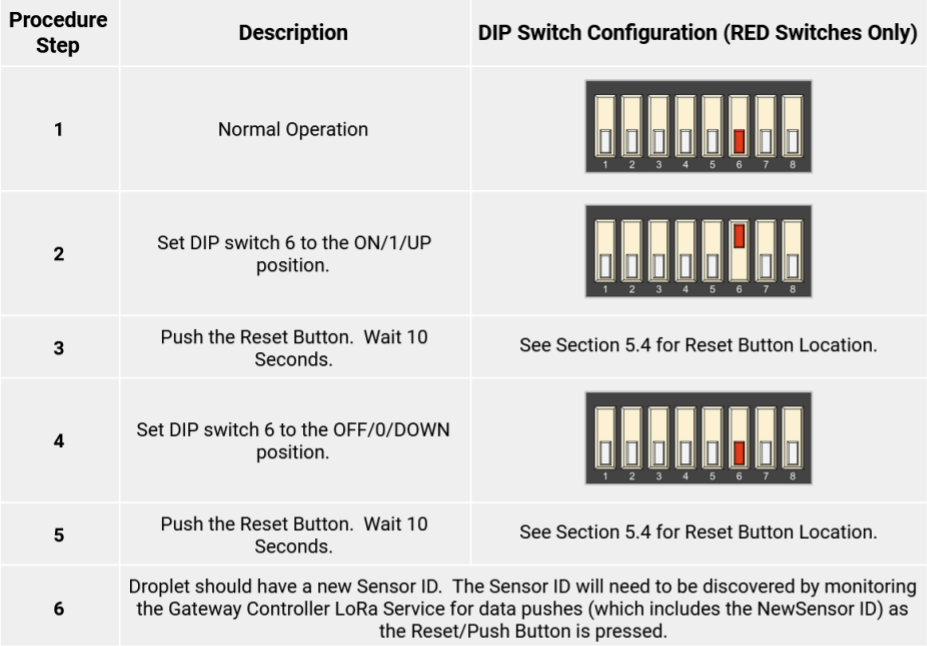 Procedure
Step
Description
DIP Switch Configuration (RED Switches Only)
1
Normal Operation
1 2 3 4 5 6 7 8
2
Set DIP switch 6 to the ON/1/UP
position.
1 2 3 4 5 6 7 8
3
Push the Reset Button.  Wait 10
Seconds.
See Section 5.4 for Reset Button Location.
4
Set DIP switch 6 to the OFF/0/DOWN
position.
1 2 3 4 5 6 7 8
5
Push the Reset Button.  Wait 10
Seconds.
See Section 5.4 for Reset Button Location.
6
Droplet should have a new Sensor ID.  The Sensor ID will need to be discovered by monitoring
the Gateway Controller LoRa Service for data pushes (which includes the NewSensor ID) as
the Reset/Push Button is pressed.